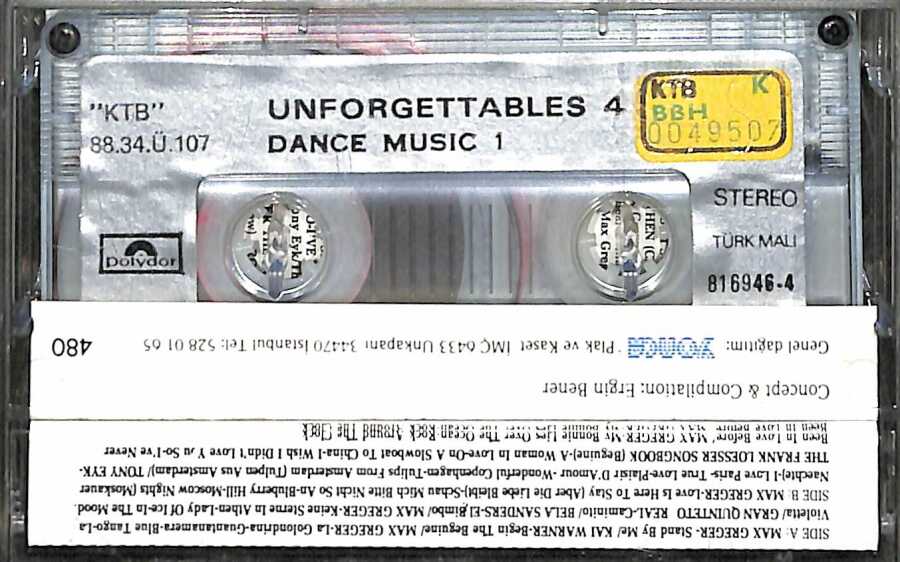 "KTB"
88.34.Ü.107
UNFORGETTABLES 4
DANCE MUSIC 1
KTB K
BBH
0049507
STEREO
TÜRK MALI
816946-4
polydor
SIDE A: MAX GREGER- Stand By Me/ KAI WARNER-Begin The Beguine/ MAX GREGER-La Golondrina-Guantanamera-Blue Tango-La
Violetta/ GRAN QUINTETO REAL-Caminito/ BELA SANDERS-El Bimbo/ MAX GREGER-Keine Sterne In Athen-Lady Of Ice-In The Mood.
SIDE B: MAX GREGER-Love Is Here To Stay (Aber Die Liebe Bleibt)-Schau Mich Bitte Nicht So An-Bluberry Hill-Moscow Nights (Moskauer
Naechte)-I Love Paris- True Love-Plaisir D'Amour -Wonderful Copenhagen-Tulips From Amsterdam (Tulpen Aus Amsterdam)/ TONY EYK-
THE FRANK LOESSER SONGBOOK (Beguine)-A Woman In Love-On A Slowboat To China-I Wish I Didn't Love You So-I've Never
Been In Love Before/ MAX GREGER-My Bonnie Lies Over The Ocean-Rock Around The Clock
Concept & Compilation: Ergin Bener
Genel dağıtım: yonca Plak ve Kaset İMÇ 6433 Unkapanı 34470 İstanbul Tel: 528 01 65
480